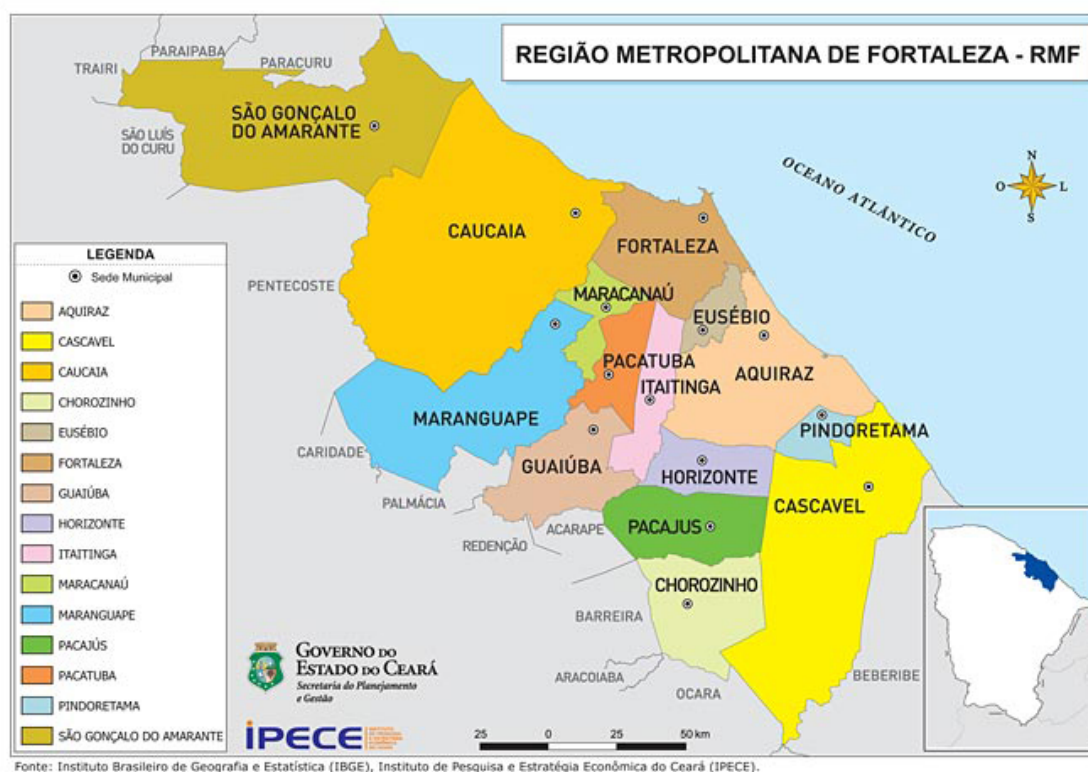 REGIÃO METROPOLITANA DE FORTALEZA - RMF
PARAIPABA
TRAIRI
PARACURU
SÃO GONÇALO
DO AMARANTE
SÃO LUÍS
DO CURU
OCEANO ATLÂNTICO
N
O
L
S
CAUCAIA
FORTALEZA
PENTECOSTE
MARACANAÚ
EUSÉBIO
PACATUBA
ITAITINGA
AQUIRAZ
MARANGUAPE
PINDORETAMA
CARIDADE
GUAIÚBA
HORIZONTE
CASCAVEL
PALMÁCIA
ACARAPE
REDENÇÃO
PACAJUS
CHOROZINHO
BARREIRA
ARACOIABA
OCARA
BEBERIBE
LEGENDA
Sede Municipal
AQUIRAZ
CASCAVEL
CAUCAIA
CHOROZINHO
EUSÉBIO
FORTALEZA
GUAIÚBA
HORIZONTE
ITAITINGA
MARACANAÚ
MARANGUAPE
PACAJÚS
PACATUBA
PINDORETAMA
SÃO GONÇALO DO AMARANTE
GOVERNO DO
ESTADO DO CEARÁ
Secretaria do Planejamento
e Gestão
IPECE
25 0 25 50 km
Fonte: Instituto Brasileiro de Geografia e Estatística (IBGE), Instituto de Pesquisa e Estratégia Econômica do Ceará (IPECE).